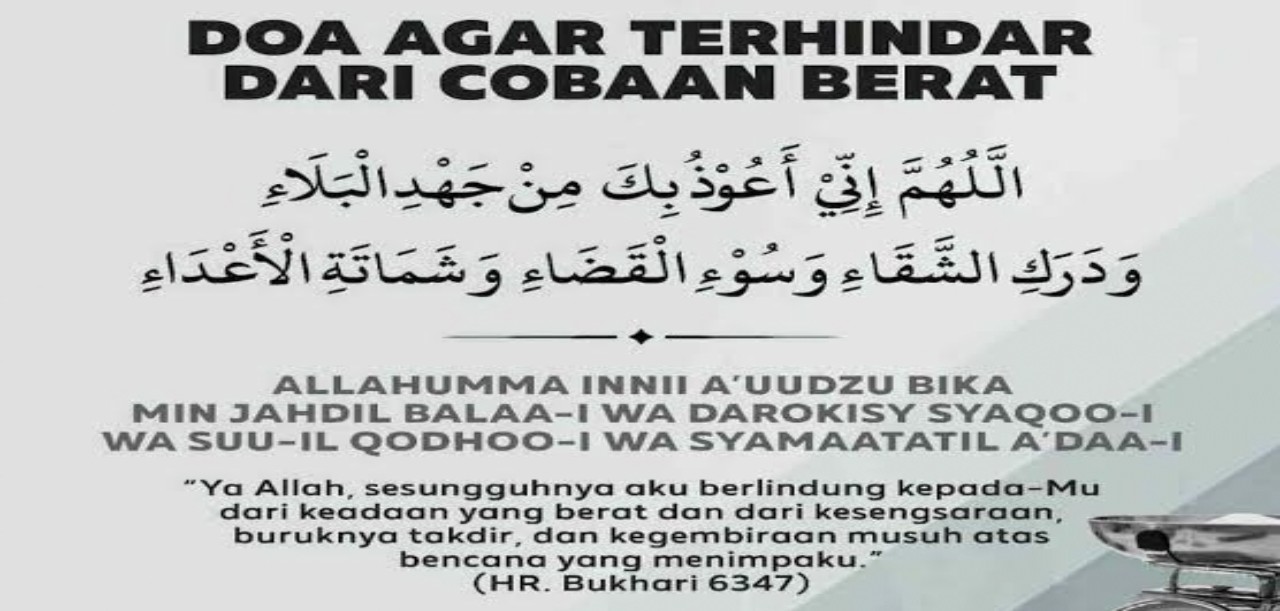 DOA AGAR TERHINDAR
DARI COBAAN BERAT
اللَّهُمَّ إِنِّيْ أَعُوْذُ بِكَ مِنْ جَهْدِ الْبَلَاءِ
وَدَرَكِ الشَّقَاءِ وَسُوْءِ الْقَضَاءِ وَشَمَاتَةِ الْأَعْدَاءِ
ALLAHUMMA INNII A'UUDZU BIKA
MIN JAHDIL BALAA-I WA DAROKISY SYAQOO-I
WA SUU-IL QODHOO-I WA SYAMAATATIL A'DAA-I
"Ya Allah, sesungguhnya aku berlindung kepada-Mu
dari keadaan yang berat dan dari kesengsaraan,
buruknya takdir, dan kegembiraan musuh atas
bencana yang menimpaku."
(HR. Bukhari 6347)